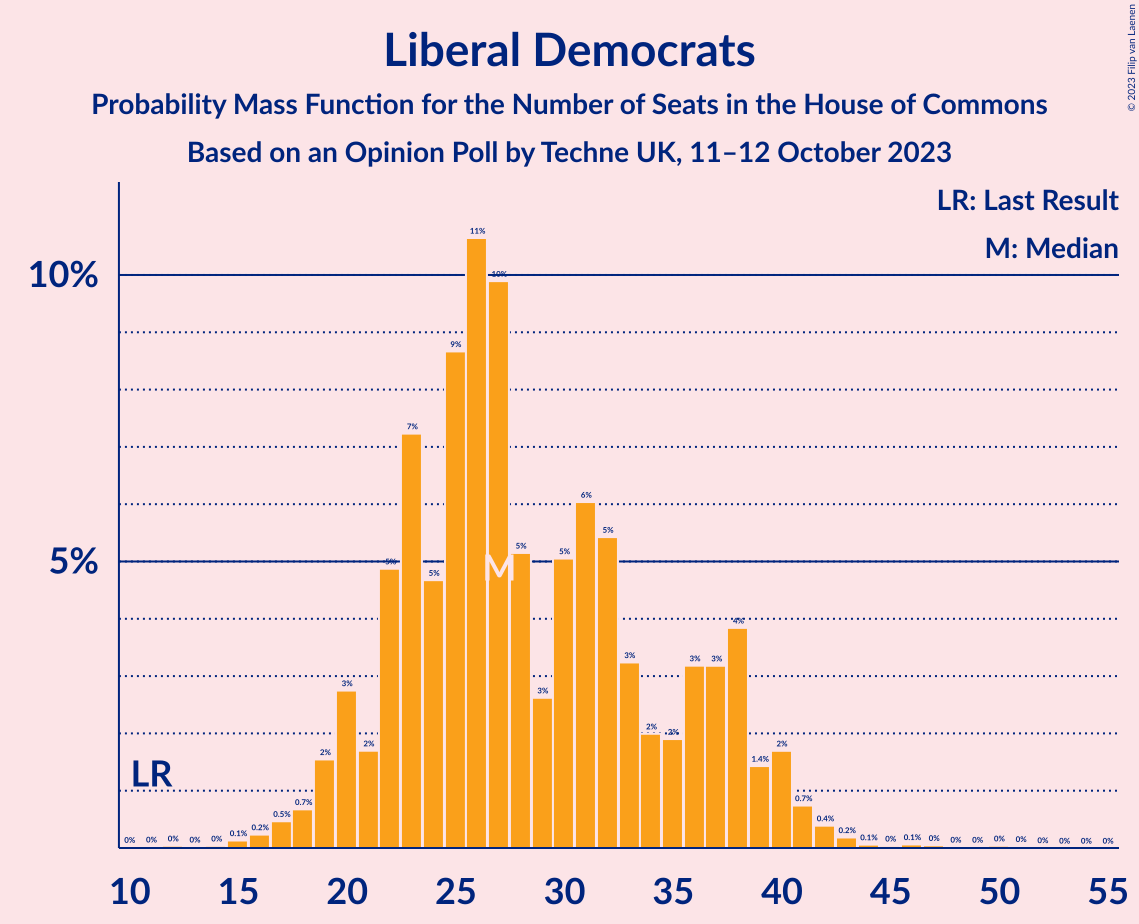 Liberal Democrats
Probability Mass Function for the Number of Seats in the House of Commons
Based on an Opinion Poll by Techne UK, 11–12 October 2023
© 2023 Filip van Laenen
LR: Last Result
M: Median
10%
5%
LR
M
0% 0% 0% 0% 0% 0.1% 0.2% 0.5% 0.7% 2% 3% 2% 5% 7% 5% 9% 11% 10% 5% 3% 5% 6% 5% 3% 2% 2% 3% 3% 4% 1.4% 2% 0.7% 0.4% 0.2% 0.1% 0% 0.1% 0% 0% 0% 0% 0% 0% 0% 0% 0%
10 15 20 25 30 35 40 45 50 55